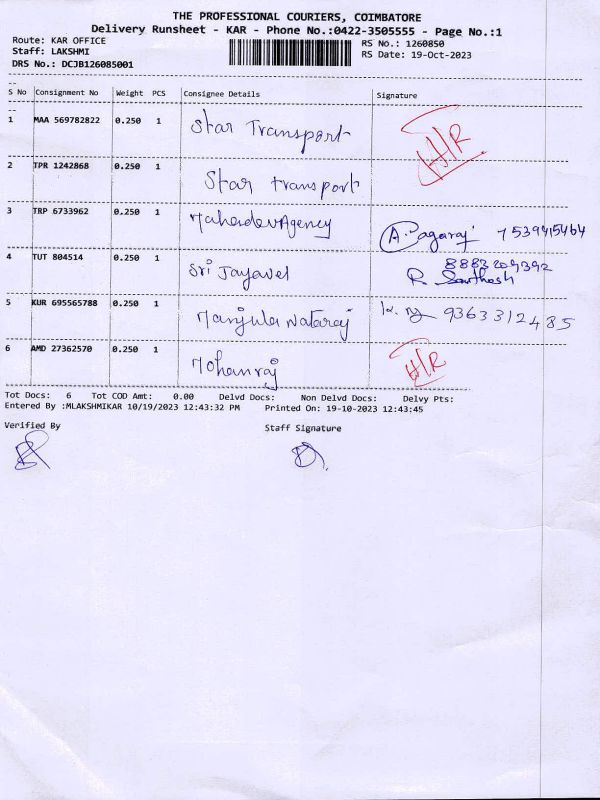 THE PROFESSIONAL COURIERS, COIMBATORE
Delivery Runsheet - KAR - Phone No.:0422-3505555 - Page No.:1
Route: KAR OFFICE RS No.: 1260850
Staff: LAKSHMI RS Date: 19-Oct-2023
DRS No.: DCJB126085001
S No Consignment No Weight PCS Consignee Details Signature
1 MAA 569782822 0.250 1 Star Transport H/R
2 TPR 1242868 0.250 1 Star transport
3 TRP 6733962 0.250 1 Mahesdev Agency A. Pagaraj 7539415464
4 TUT 804514 0.250 1 Sri Jayavel 8883209392
R. Santhosh
5 KUR 695565788 0.250 1 Manjula Nataraj 9363312485
6 AMD 27362570 0.250 1 Mohanraj H/R
Tot Docs: 6 Tot COD Amt: 0.00 Delvd Docs: Non Delvd Docs: Delvy Pts:
Entered By :MLAKSHMIKAR 10/19/2023 12:43:32 PM Printed On: 19-10-2023 12:43:45
Verified By Staff Signature